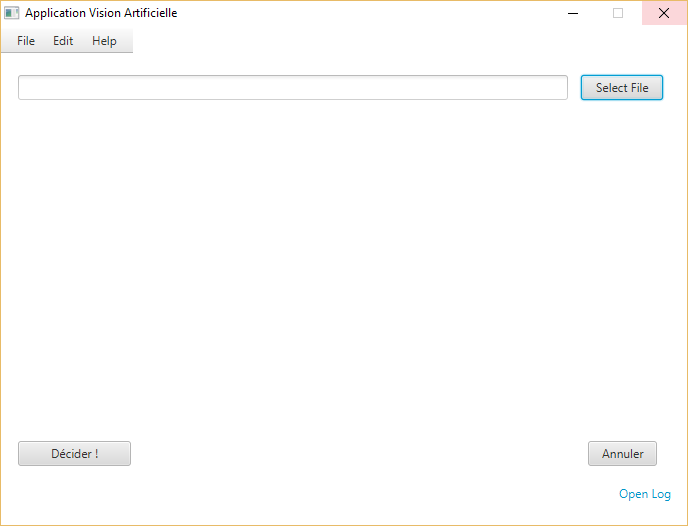 Application Vision Artificielle
File Edit Help
Select File
Décider !
Annuler
Open Log